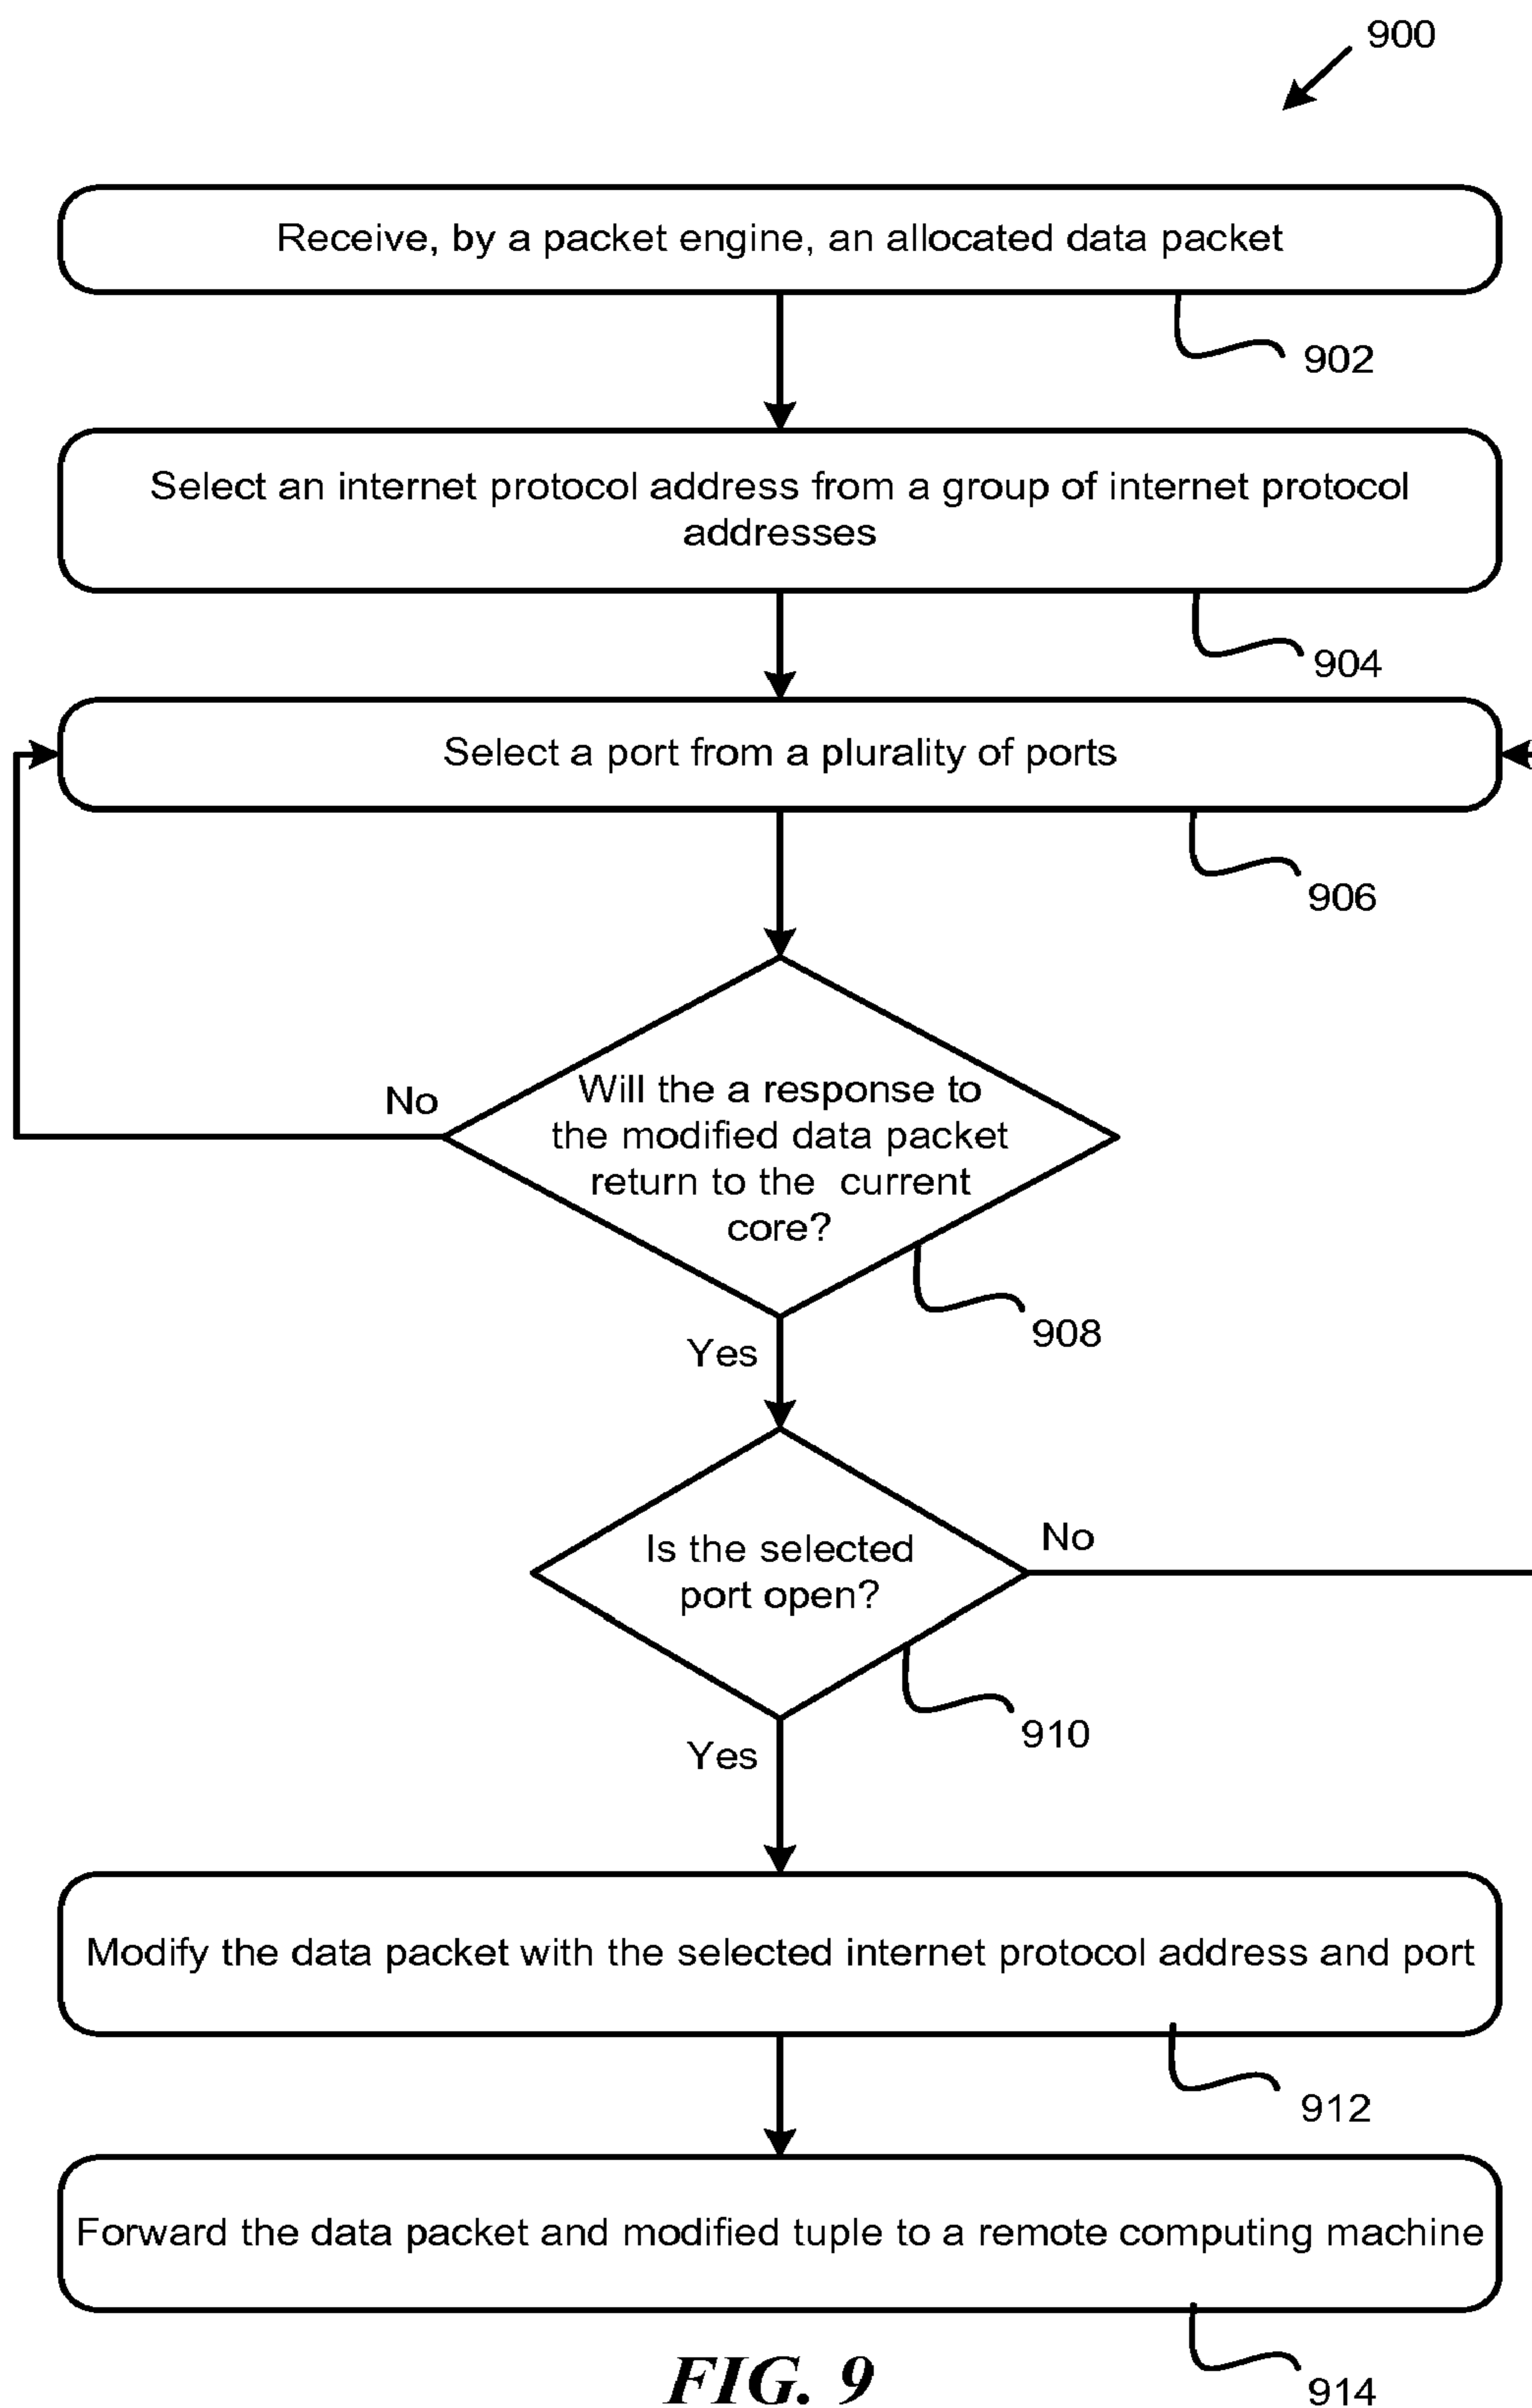 900
Receive, by a packet engine, an allocated data packet
902
Select an internet protocol address from a group of internet protocol
addresses
904
Select a port from a plurality of ports
906
No
Will the a response to
the modified data packet
return to the current
core?
908
Yes
Is the selected
port open?
No
910
Yes
Modify the data packet with the selected internet protocol address and port
912
Forward the data packet and modified tuple to a remote computing machine
914
FIG. 9